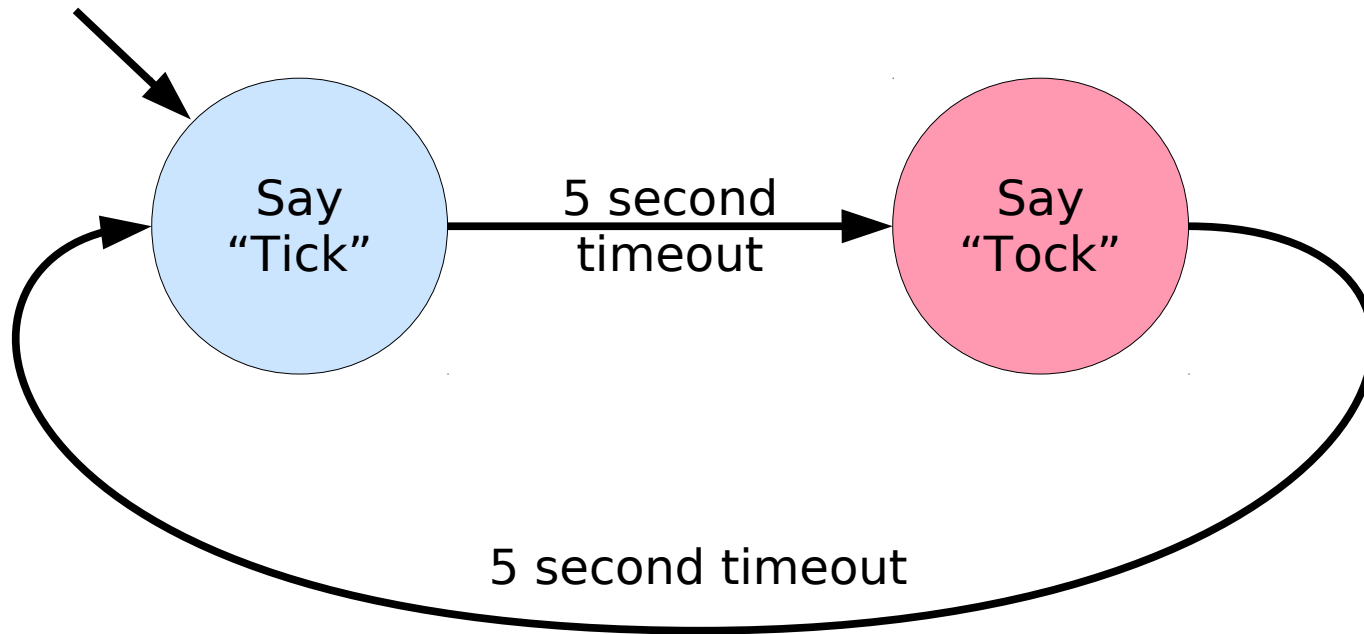 Say
“Tick”
5 second
timeout
Say
“Tock”
5 second timeout